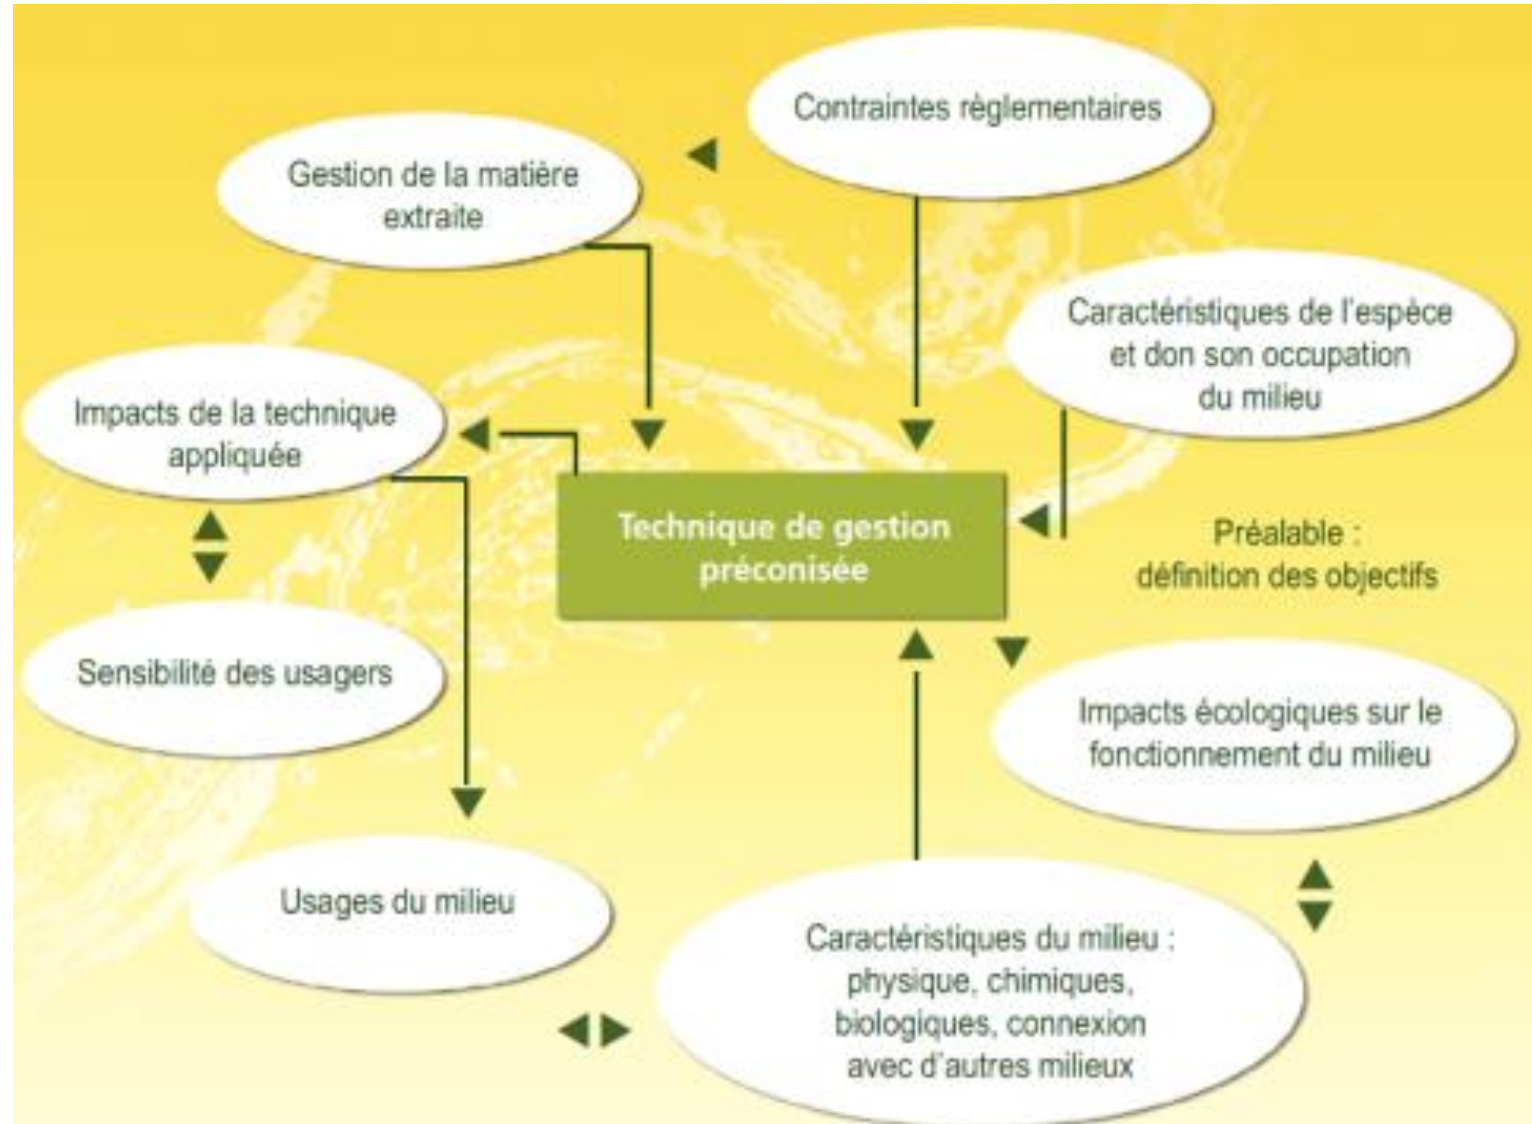 Contraintes règlementaires
Gestion de la matière
extraite
Caractéristiques de l'espèce
et don son occupation
du milieu
Impacts de la technique
appliquée
Technique de gestion
préconisée
Préalable :
définition des objectifs
Sensibilité des usagers
Impacts écologiques sur le
fonctionnement du milieu
Usages du milieu
Caractéristiques du milieu :
physique, chimiques,
biologiques, connexion
avec d'autres milieux